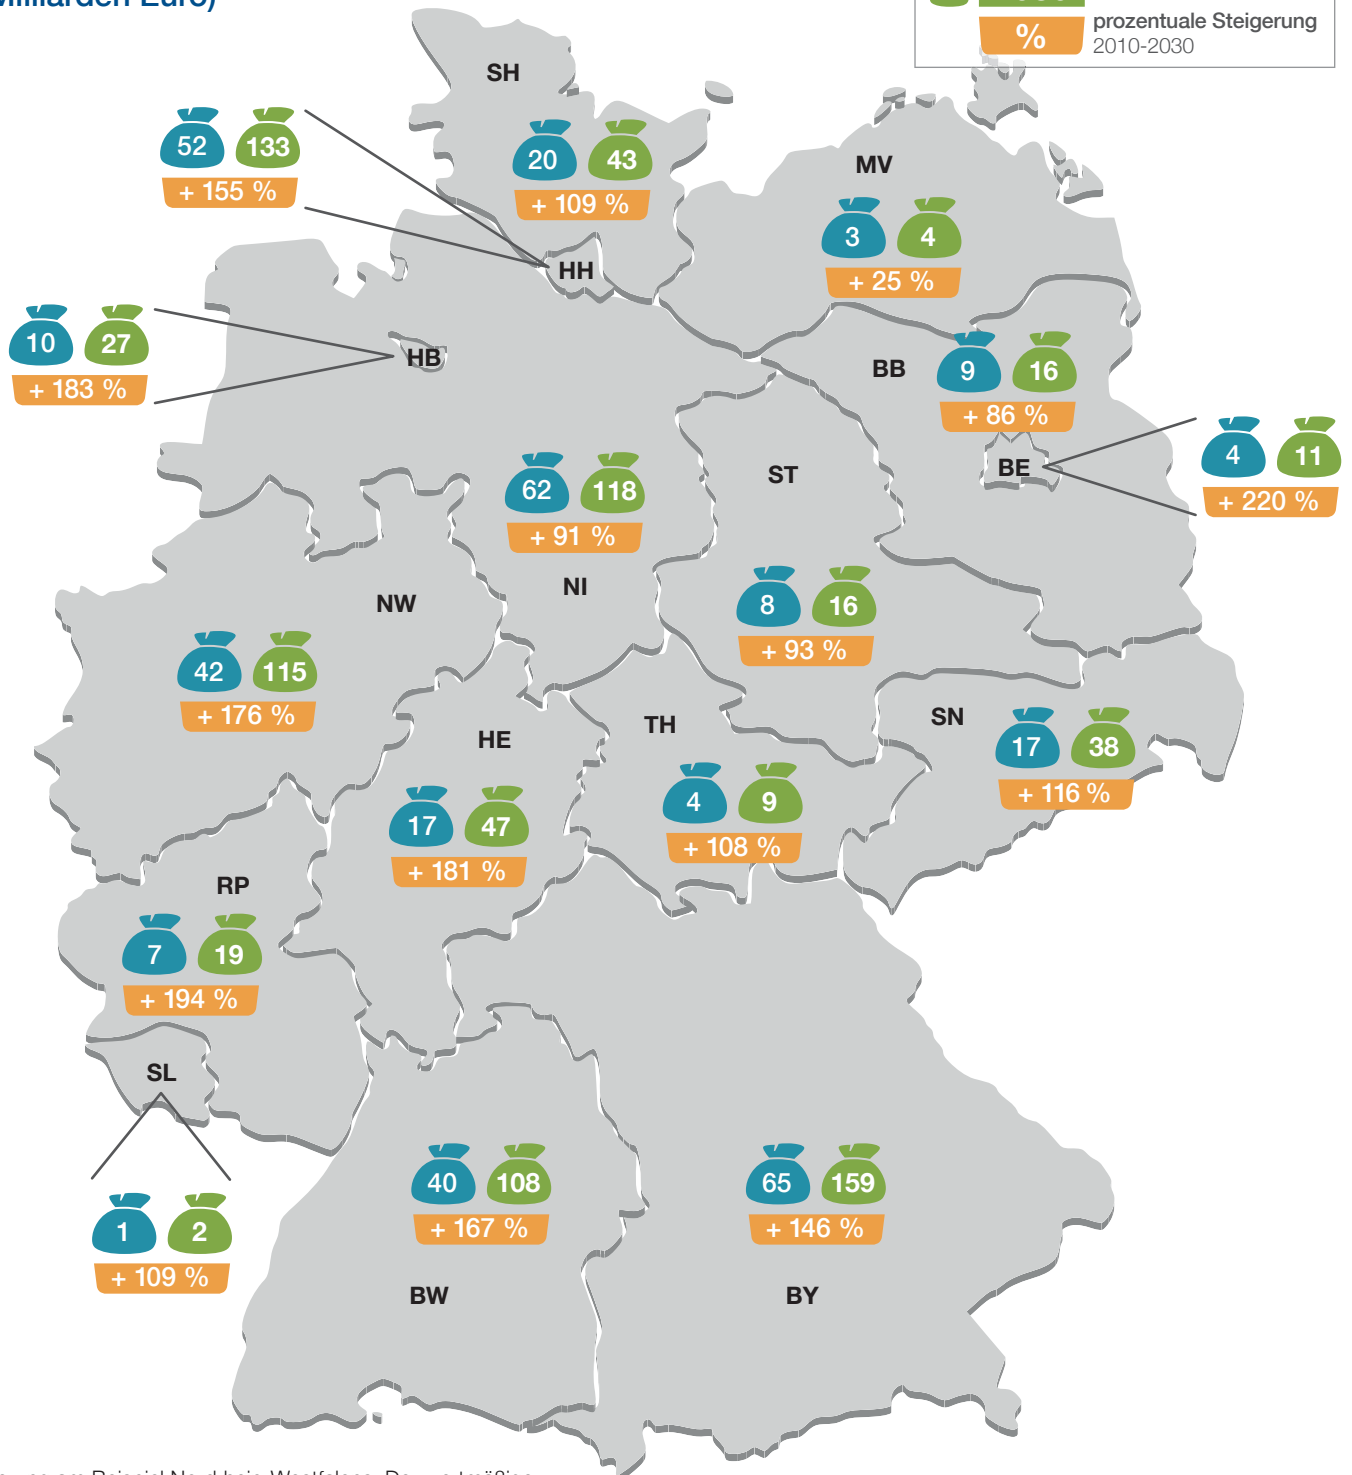 Milliarden Euro)
%
prozentuale Steigerung
2010-2030
SH
52
133
+ 155 %
20
43
+ 109 %
MV
3
4
+ 25 %
HH
10
27
+ 183 %
HB
BB
9
16
+ 86 %
BE
4
11
+ 220 %
62
118
+ 91 %
NI
ST
8
16
+ 93 %
NW
42
115
+ 176 %
HE
17
47
+ 181 %
TH
4
9
+ 108 %
SN
17
38
+ 116 %
RP
7
19
+ 194 %
SL
1
2
+ 109 %
40
108
+ 167 %
BW
65
159
+ 146 %
BY